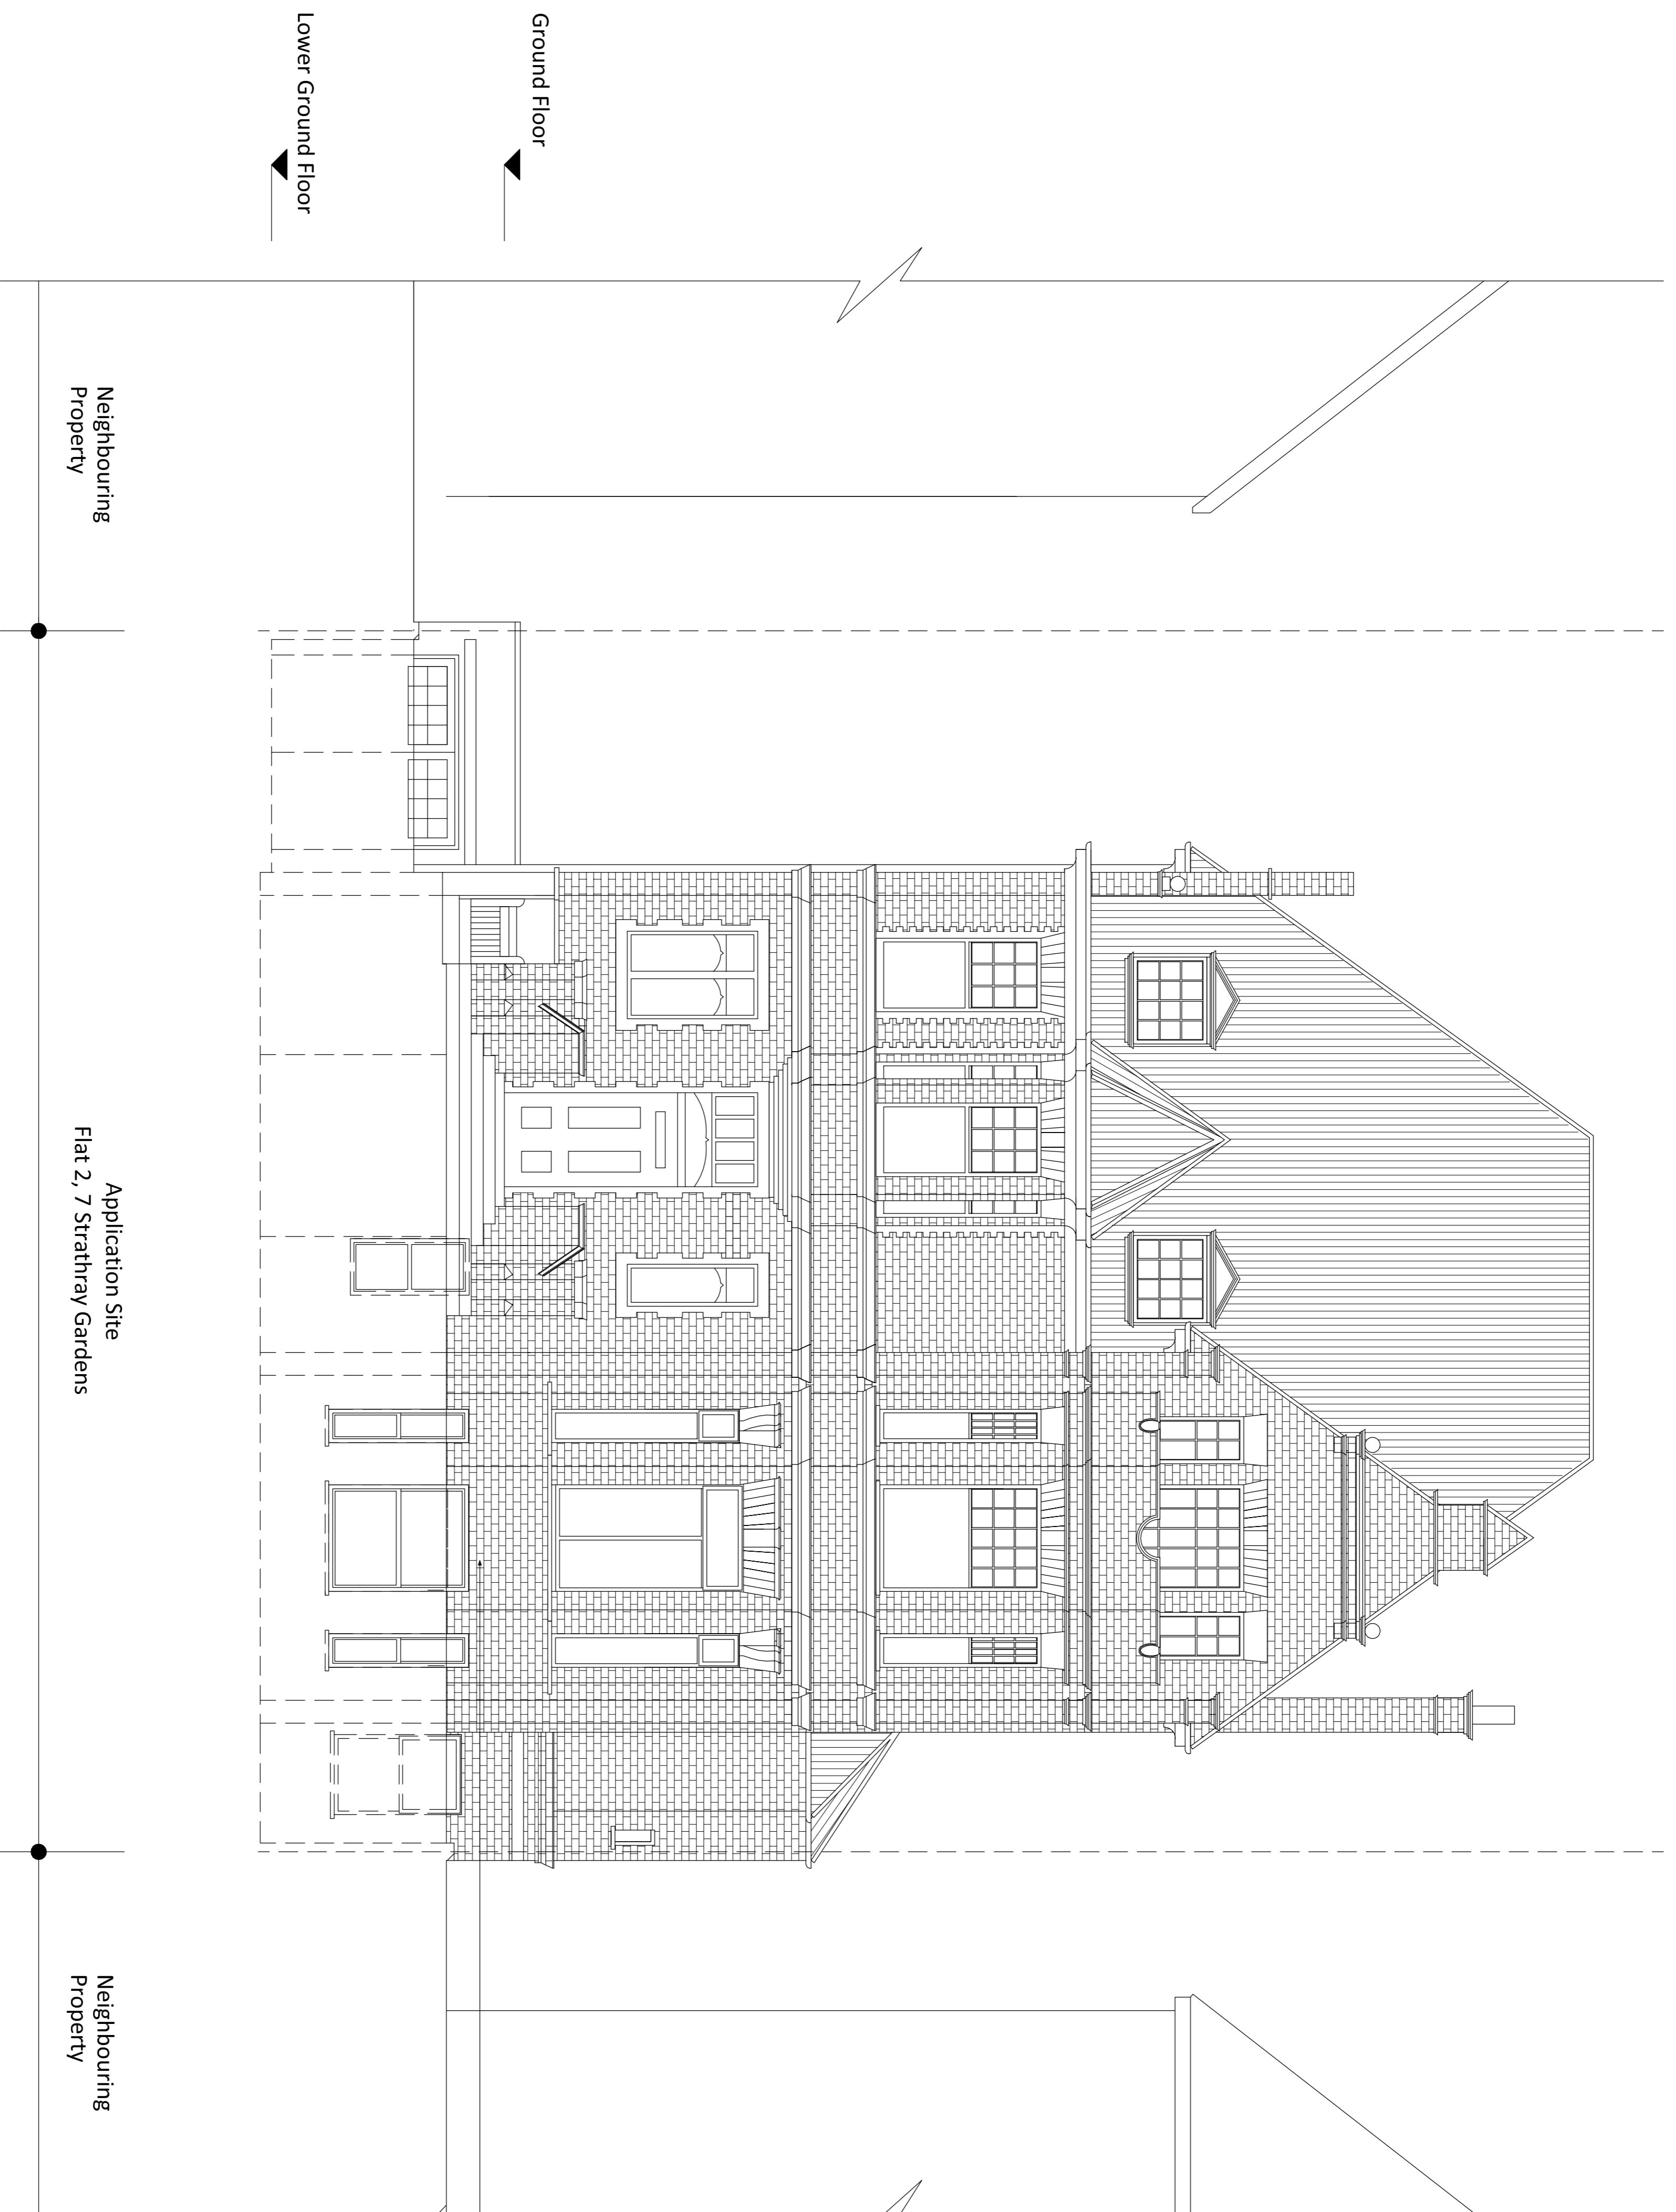 Ground Floor
Lower Ground Floor
Neighbouring
Property
Application Site
Flat 2, 7 Strathray Gardens
Neighbouring
Property